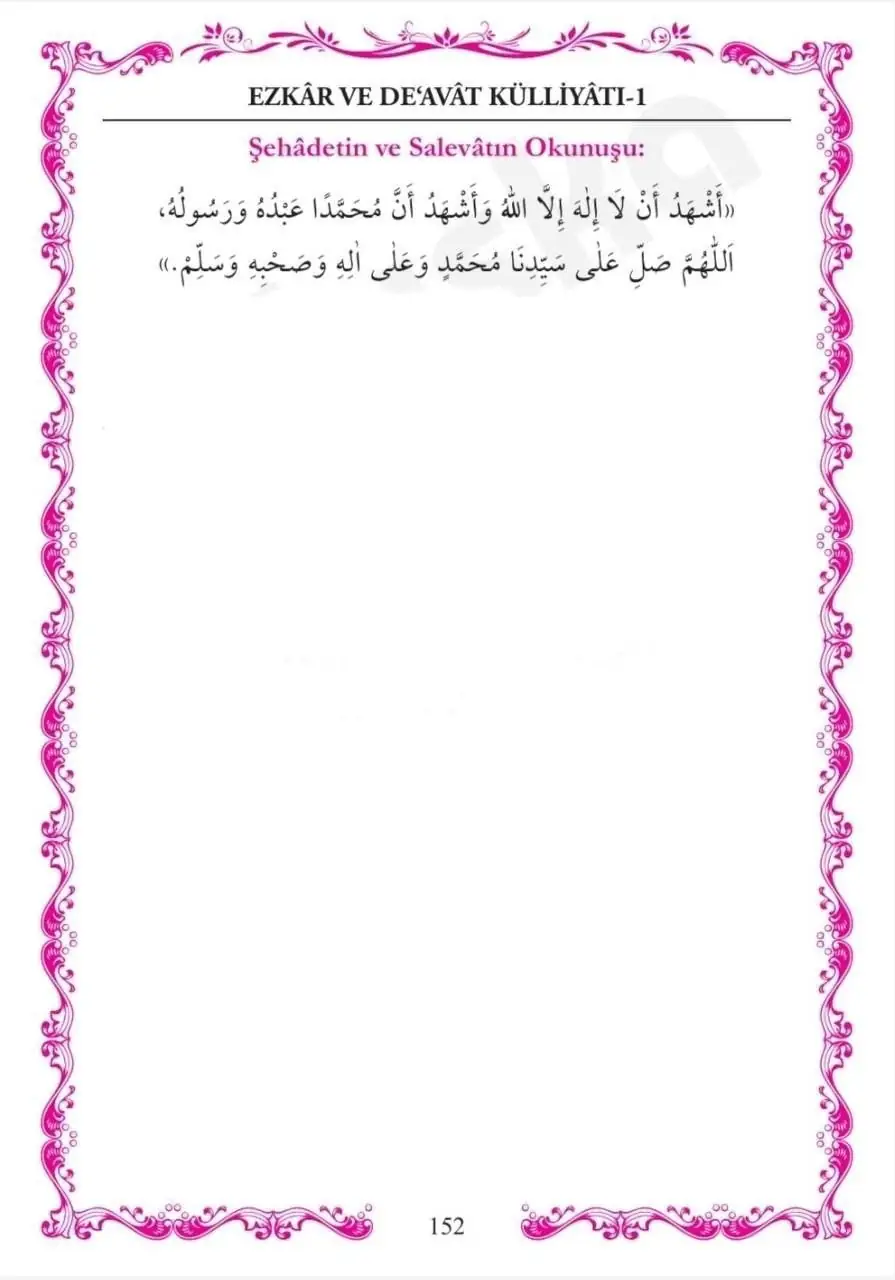 EZKÂR VE DE‘AVÂT KÜLLİYÂTI-1
Şehâdetin ve Salevâtın Okunuşu:
«أَشْهَدُ أَنْ لَا إِلٰهَ إِلَّا اللّٰهُ وَأَشْهَدُ أَنَّ مُحَمَّدًا عَبْدُهُ وَرَسُولُهُ،
اَللّٰهُمَّ صَلِّ عَلٰى سَيِّدِنَا مُحَمَّدٍ وَعَلٰى اٰلِهِ وَصَحْبِهِ وَسَلِّمْ.»
152